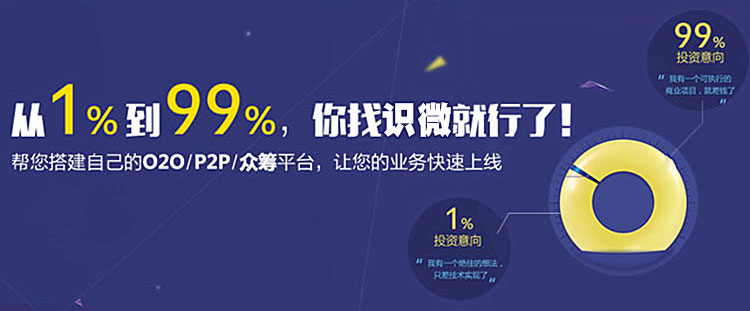 从1%到99%，你找识微就行了！
帮您搭建自己的O2O/P2P/众筹平台，让您的业务快速上线
99%
投资意向
“我有一个可执行的
商业项目，就差钱了”
1%
投资意向
“我有一个绝佳的想法，
只差技术实现了”